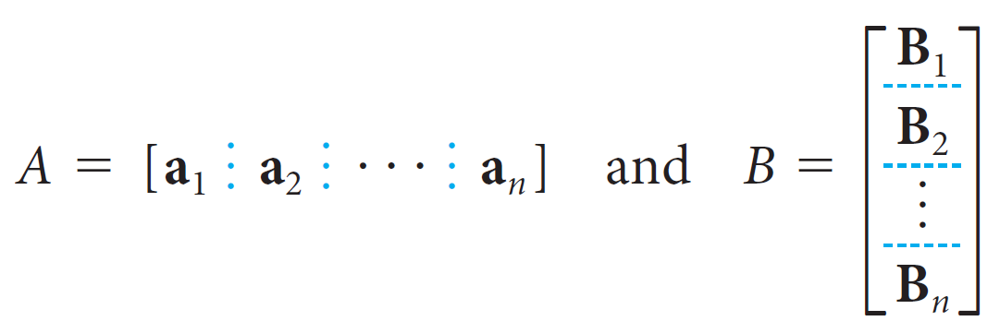 A = [a₁ ⋮ a₂ ⋮ ⋯ ⋮ aₙ] and B = [B₁
B₂
⋮
Bₙ]